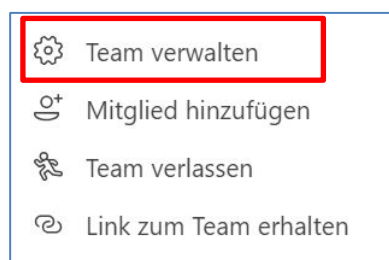 Team verwalten
Mitglied hinzufügen
Team verlassen
Link zum Team erhalten